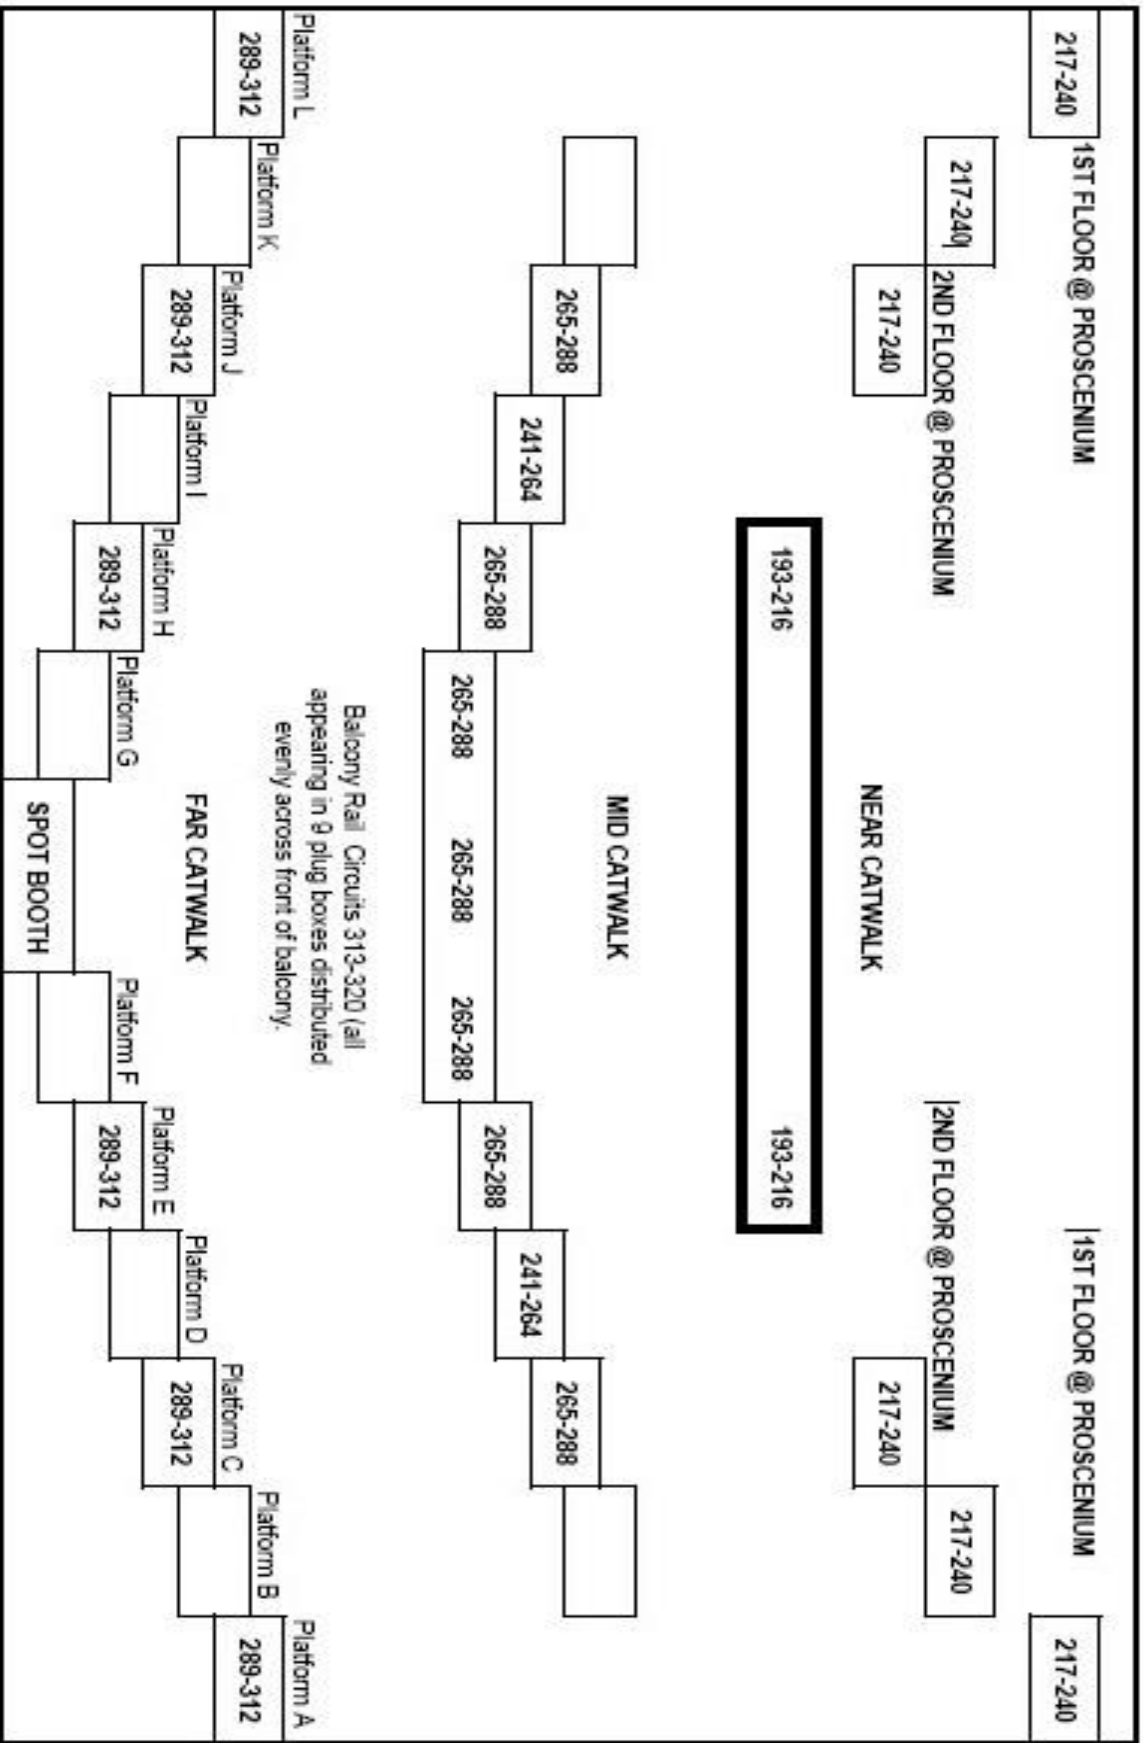 217-240 1ST FLOOR @ PROSCENIUM 1ST FLOOR @ PROSCENIUM 217-240
217-240 2ND FLOOR @ PROSCENIUM 2ND FLOOR @ PROSCENIUM 217-240
217-240 NEAR CATWALK 217-240
193-216 193-216
MID CATWALK
265-288 265-288
241-264 241-264
265-288 265-288
265-288 265-288 265-288
Balcony Rail Circuits 313-320 (all
appearing in 9 plug boxes distributed
evenly across front of balcony.
Platform L Platform A
289-312 289-312
Platform K Platform B
Platform J Platform C
289-312 FAR CATWALK 289-312
Platform I Platform D
Platform H Platform E
289-312 289-312
Platform G Platform F
SPOT BOOTH